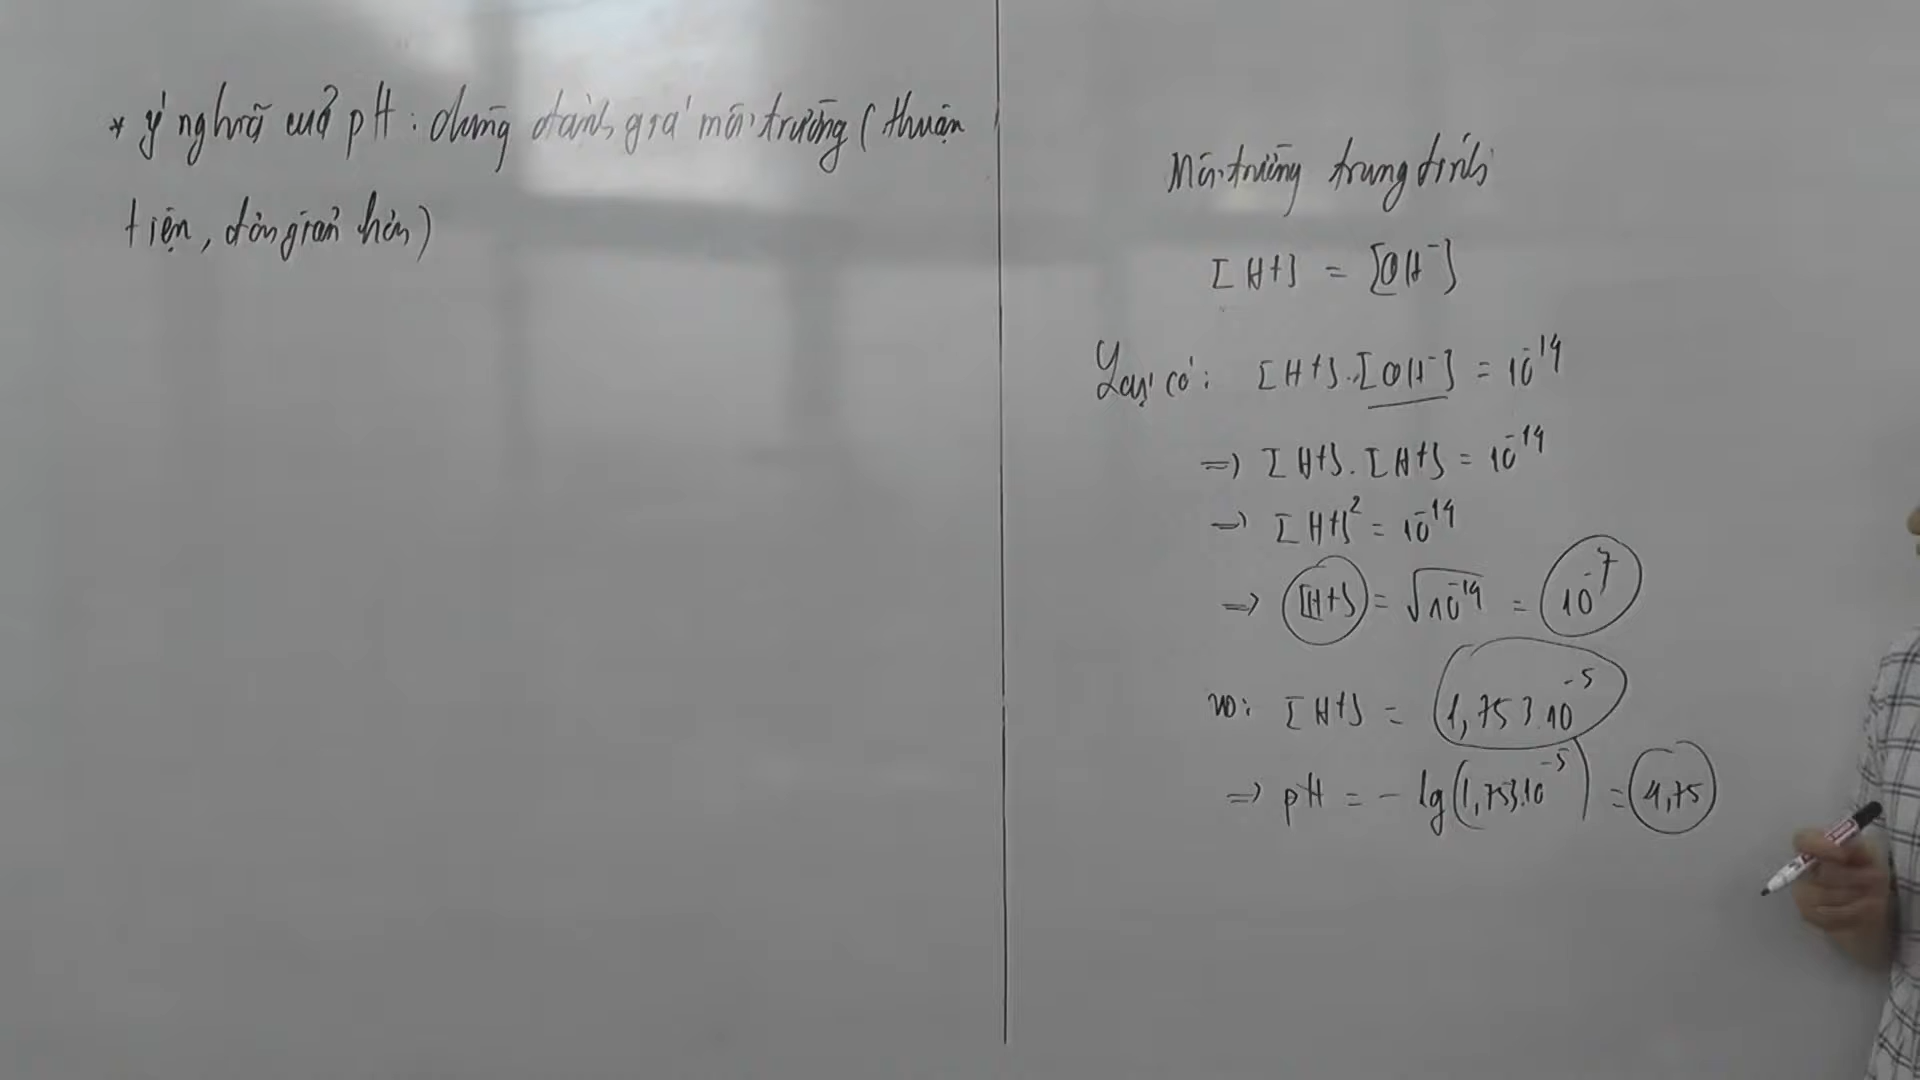 * Ý nghĩa của pH : dùng đánh giá môi trường ( thuận
tiện, đơn giản hơn)
Môi trường trung tính
[H+] = [OH⁻]
Lại có: [H+].[OH⁻] = 10⁻¹⁴
=> [H+].[H+] = 10⁻¹⁴
=> [H+]² = 10⁻¹⁴
=> [H+] = √10⁻¹⁴ = 10⁻⁷
VD: [H+] = 1,753.10⁻⁵
=> pH = - lg(1,753.10⁻⁵) = 4,75